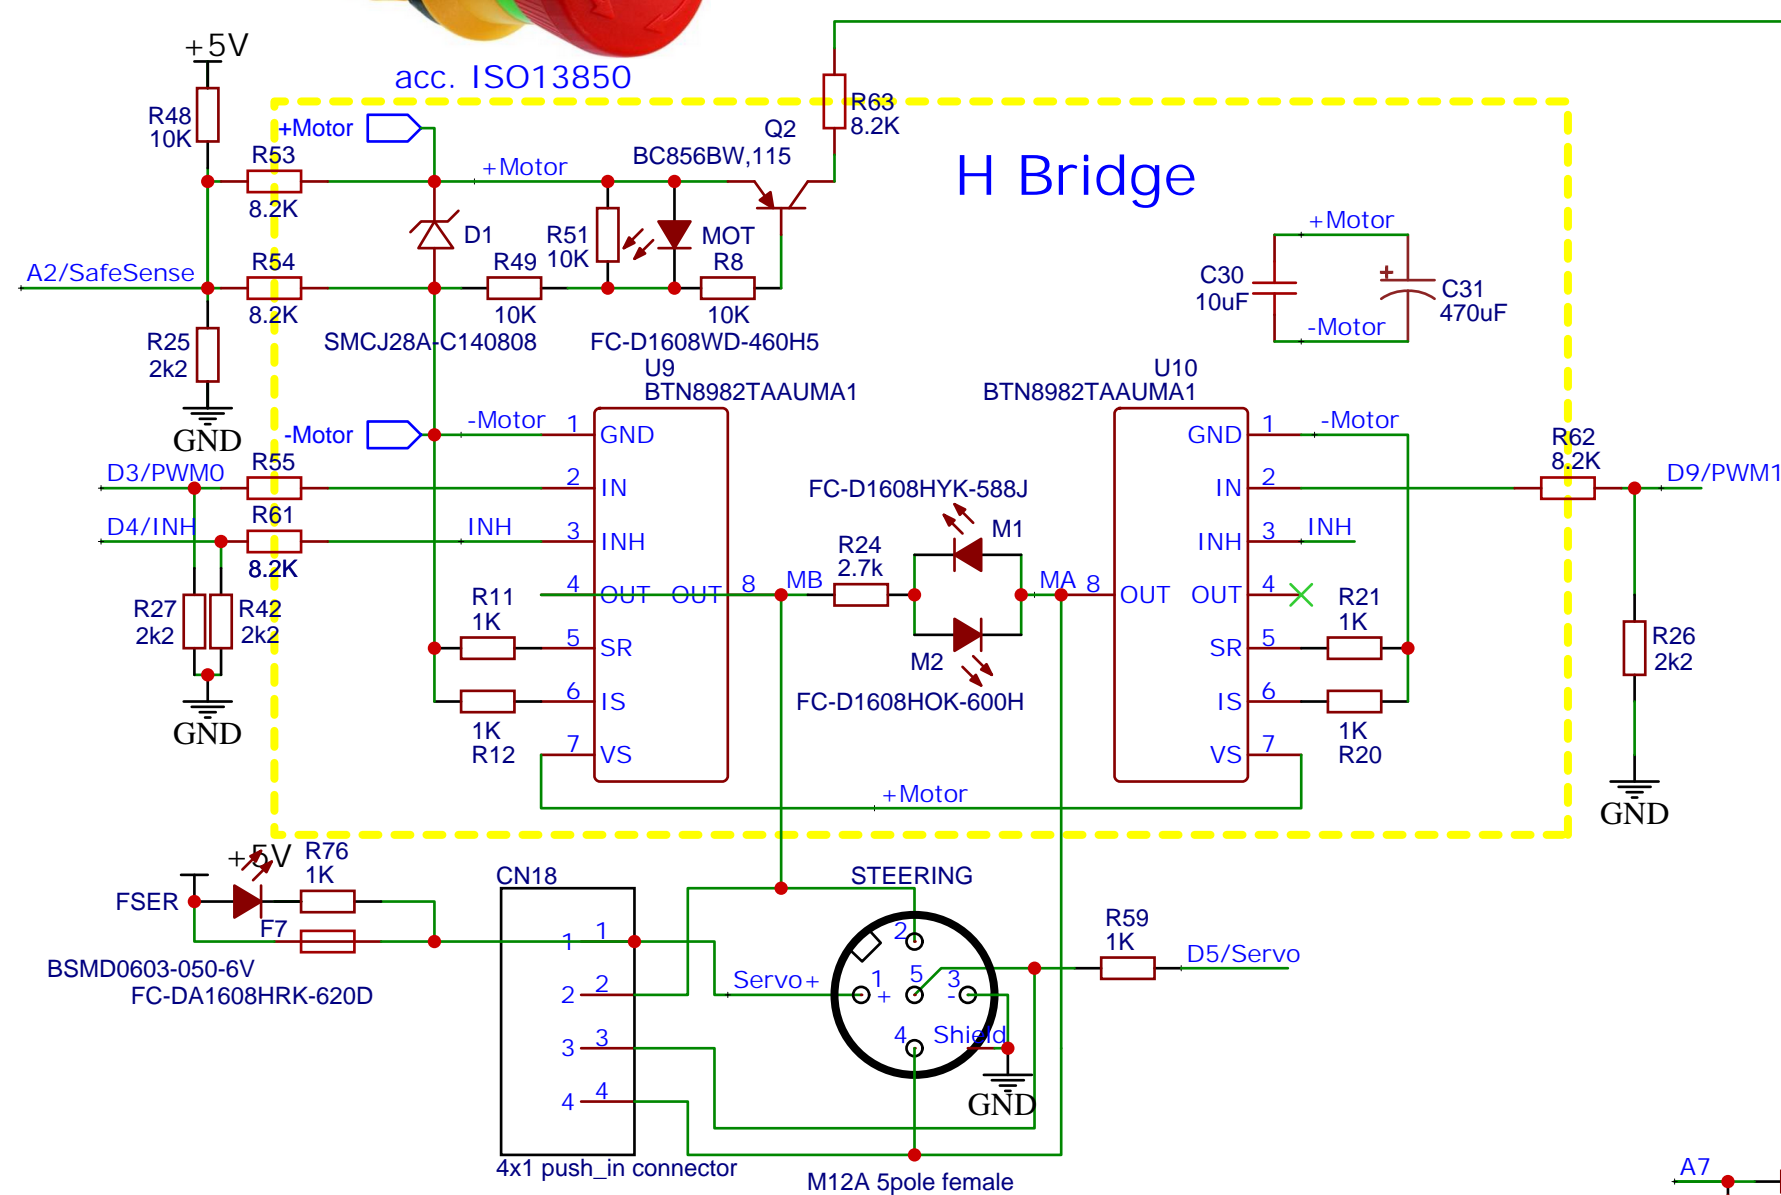 +5V
acc. ISO13850
R48
10K
+Motor
R63
8.2K
Q2
BC856BW,115
H Bridge
R53
8.2K
+Motor
D1
R51
10K
MOT
+Motor
A2/SafeSense
R54
8.2K
R49
10K
R8
10K
C30
10uF
+
C31
470uF
-Motor
R25
2k2
SMCJ28A-C140808
FC-D1608WD-460H5
GND
U9
BTN8982TAAUMA1
U10
BTN8982TAAUMA1
-Motor
-Motor
1
GND
GND
1
-Motor
D3/PWM0
R55
2
IN
IN
2
R62
8.2K
D9/PWM1
D4/INH
R61
8.2K
INH
3
INH
INH
3
INH
FC-D1608HYK-588J
M1
R24
2.7k
4
OUT
OUT
8
MB
MA
8
OUT
OUT
4
R27
2k2
R42
2k2
R11
1K
5
SR
SR
5
R21
1K
M2
FC-D1608HOK-600H
R26
2k2
6
IS
IS
6
1K
R12
1K
R20
GND
7
VS
VS
7
+Motor
GND
+5V
R76
1K
FSER
F7
BSMD0603-050-6V
FC-DA1608HRK-620D
CN18
1
1
2
2
3
3
4
4
4x1 push_in connector
STEERING
2
Servo+
1
+
5
3
-
4
Shield
GND
R59
1K
D5/Servo
M12A 5pole female
A7